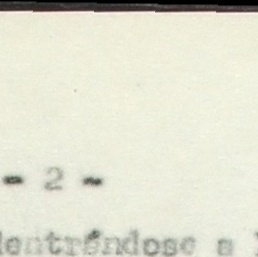 - 2 -
dentrándose a